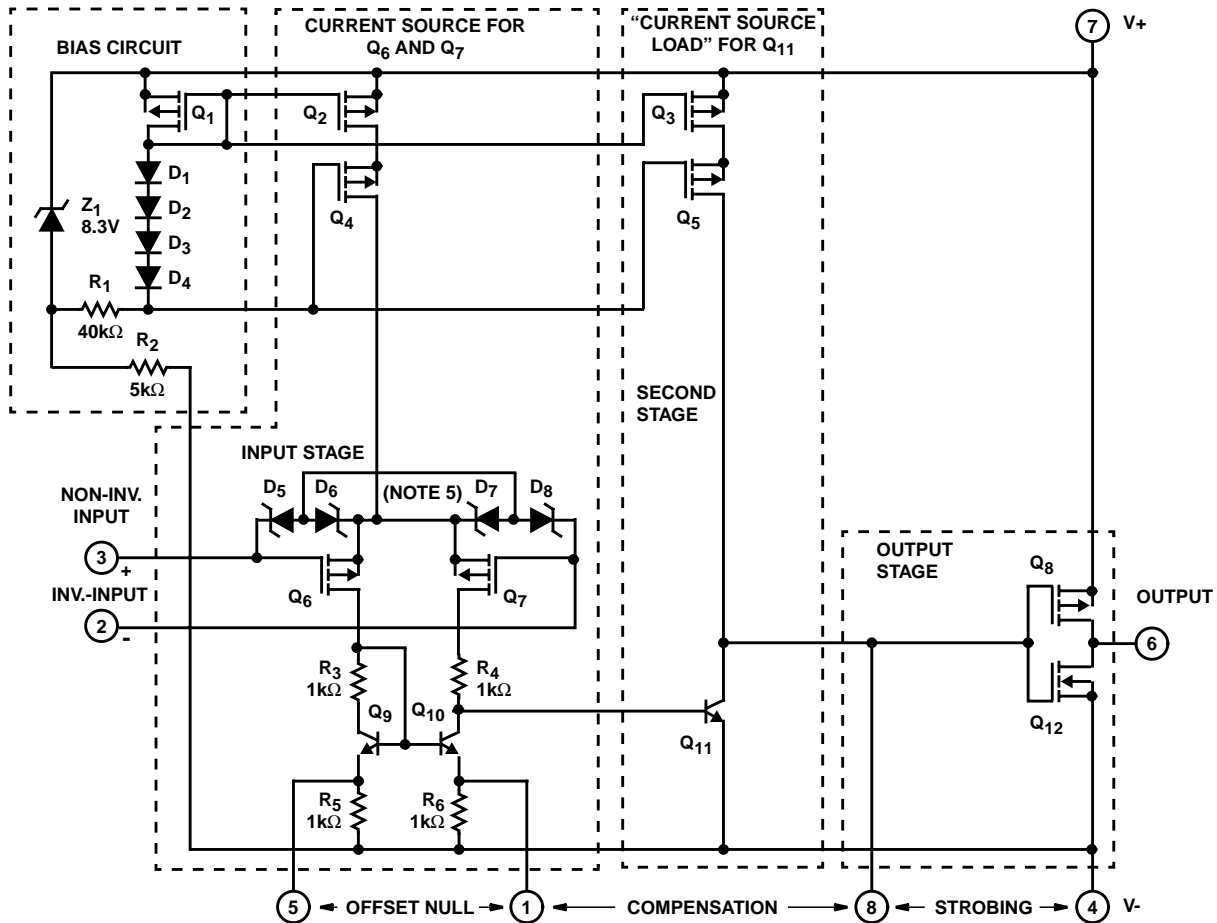 CURRENT SOURCE FOR
Q6 AND Q7
“CURRENT SOURCE
LOAD” FOR Q11
7 V+
BIAS CIRCUIT
Q1
Q2
Q3
D1
D2
D3
D4
Z1
8.3V
Q4
Q5
R1
40kΩ
R2
5kΩ
SECOND
STAGE
INPUT STAGE
D5 D6 (NOTE 5) D7 D8
NON-INV.
INPUT
3 +
INV.-INPUT
2 -
Q6
Q7
OUTPUT
STAGE
Q8
OUTPUT
6
R3
1kΩ
R4
1kΩ
Q9
Q10
Q11
Q12
R5
1kΩ
R6
1kΩ
5 OFFSET NULL 1 COMPENSATION 8 STROBING 4 V-